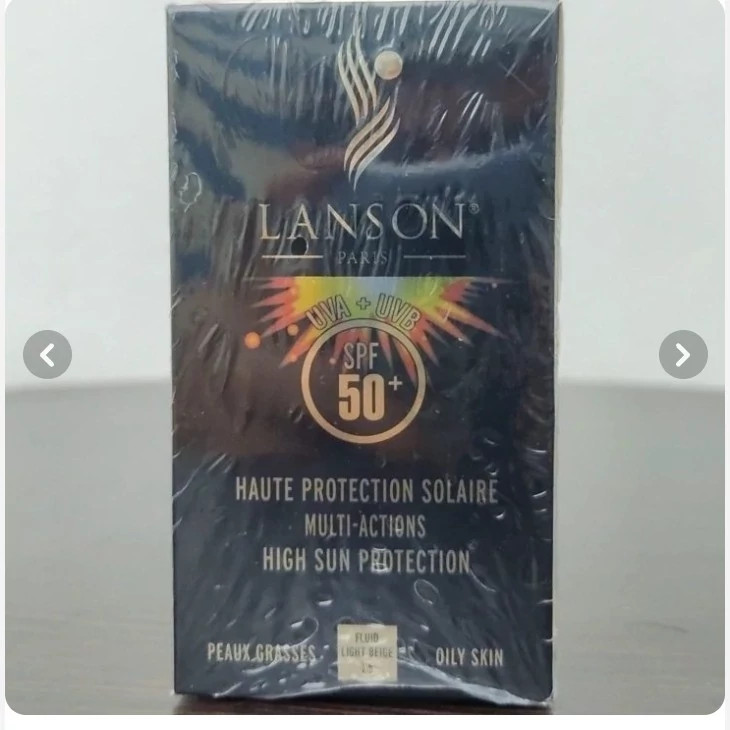 LANSON®
PARIS
UVA + UVB
SPF
50+
HAUTE PROTECTION SOLAIRE
MULTI-ACTIONS
HIGH SUN PROTECTION
PEAUX GRASSES
FLUID
LIGHT BEIGE
OILY SKIN